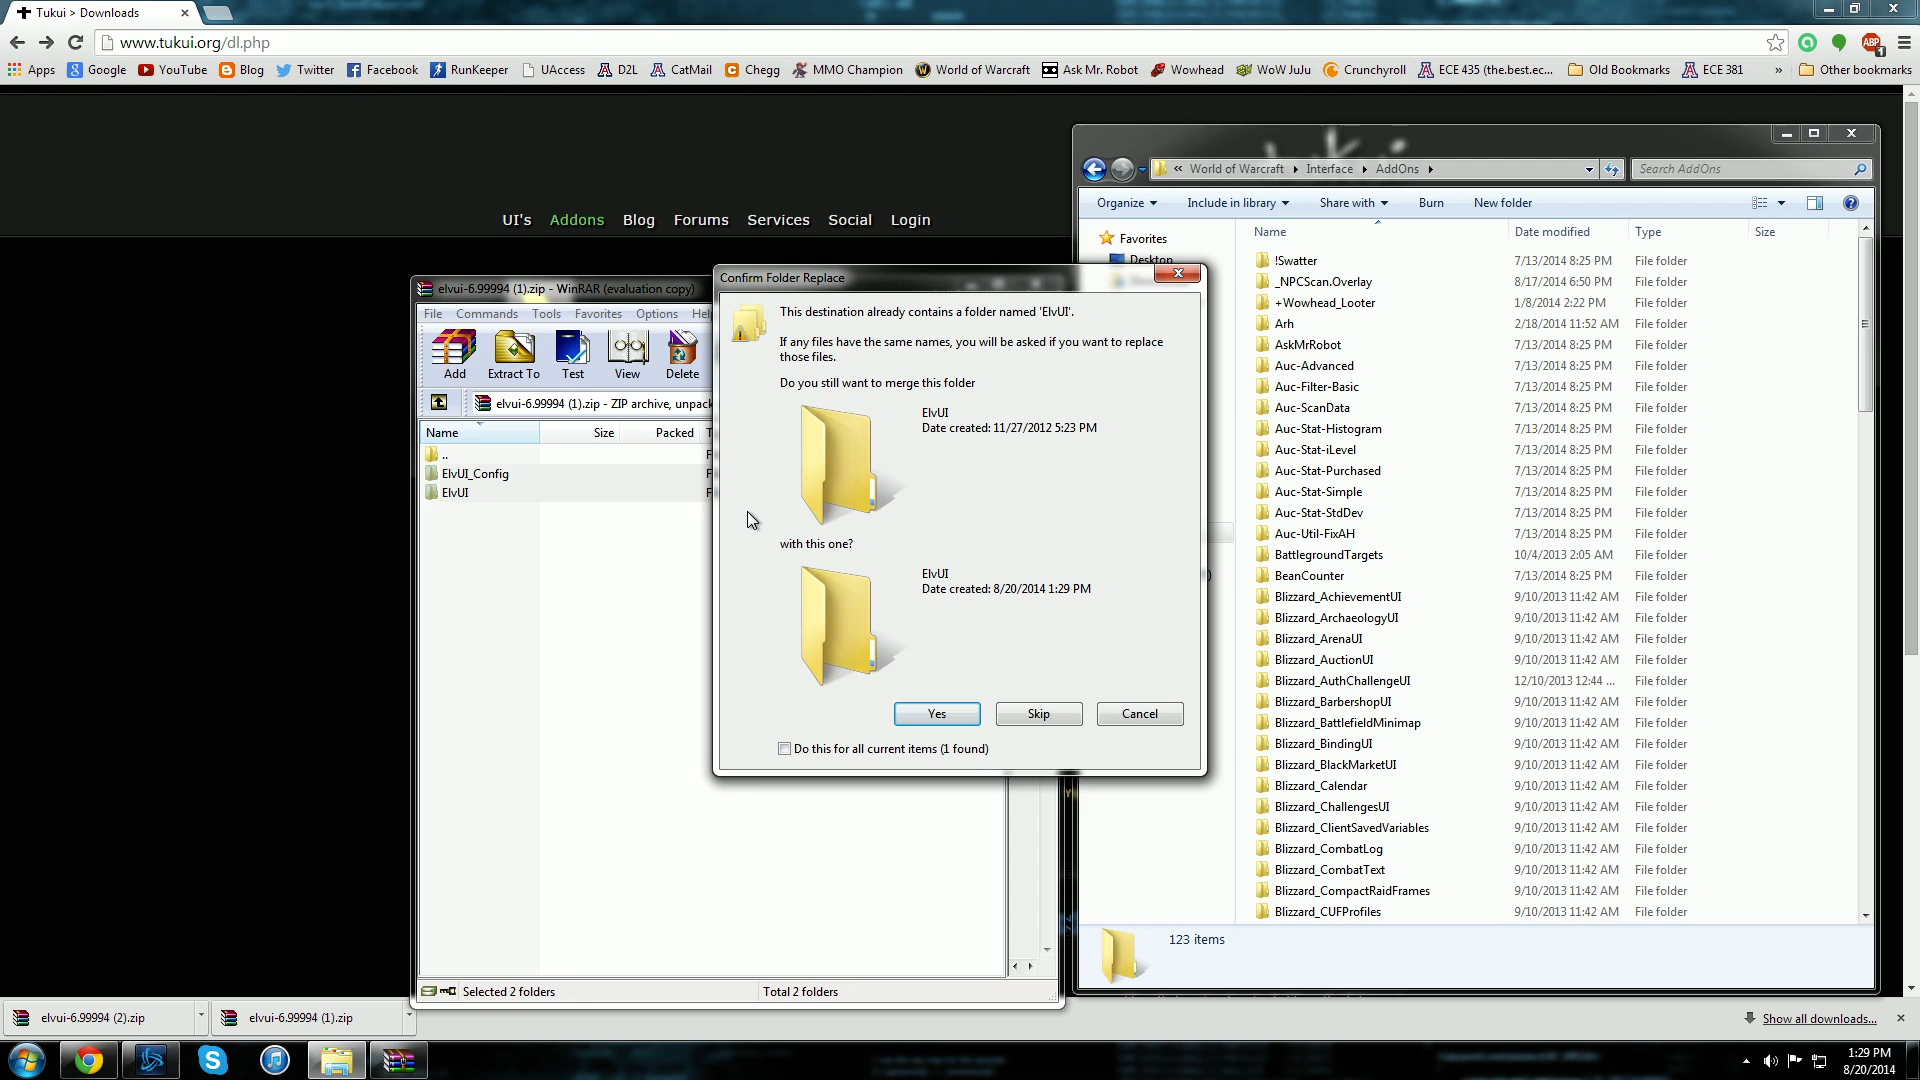 Tukui > Downloads
www.tukui.org/dl.php
Apps Google YouTube Blog Twitter Facebook RunKeeper UAccess D2L CatMail Chegg MMO Champion World of Warcraft Ask Mr. Robot Wowhead WoW JuJu Crunchyroll ECE 435 (the.best.ec... Old Bookmarks ECE 381 » Other bookmarks
ABP
1
UI's Addons Blog Forums Services Social Login
« World of Warcraft Interface AddOns
Search AddOns
Organize Include in library Share with Burn New folder
Favorites
Desktop
Name Date modified Type Size
!Swatter 7/13/2014 8:25 PM File folder
_NPCScan.Overlay 8/17/2014 6:50 PM File folder
+Wowhead_Looter 1/8/2014 2:22 PM File folder
Arh 2/18/2014 11:52 AM File folder
AskMrRobot 7/13/2014 8:25 PM File folder
Auc-Advanced 7/13/2014 8:25 PM File folder
Auc-Filter-Basic 7/13/2014 8:25 PM File folder
Auc-ScanData 7/13/2014 8:25 PM File folder
Auc-Stat-Histogram 7/13/2014 8:25 PM File folder
Auc-Stat-iLevel 7/13/2014 8:25 PM File folder
Auc-Stat-Purchased 7/13/2014 8:25 PM File folder
Auc-Stat-Simple 7/13/2014 8:25 PM File folder
Auc-Stat-StdDev 7/13/2014 8:25 PM File folder
Auc-Util-FixAH 7/13/2014 8:25 PM File folder
BattlegroundTargets 10/4/2013 2:05 AM File folder
BeanCounter 7/13/2014 8:25 PM File folder
Blizzard_AchievementUI 9/10/2013 11:42 AM File folder
Blizzard_ArchaeologyUI 9/10/2013 11:42 AM File folder
Blizzard_ArenaUI 9/10/2013 11:42 AM File folder
Blizzard_AuctionUI 9/10/2013 11:42 AM File folder
Blizzard_AuthChallengeUI 12/10/2013 12:44 ... File folder
Blizzard_BarbershopUI 9/10/2013 11:42 AM File folder
Blizzard_BattlefieldMinimap 9/10/2013 11:42 AM File folder
Blizzard_BindingUI 9/10/2013 11:42 AM File folder
Blizzard_BlackMarketUI 9/10/2013 11:42 AM File folder
Blizzard_Calendar 9/10/2013 11:42 AM File folder
Blizzard_ChallengesUI 9/10/2013 11:42 AM File folder
Blizzard_ClientSavedVariables 9/10/2013 11:42 AM File folder
Blizzard_CombatLog 9/10/2013 11:42 AM File folder
Blizzard_CombatText 9/10/2013 11:42 AM File folder
Blizzard_CompactRaidFrames 9/10/2013 11:42 AM File folder
Blizzard_CUFProfiles 9/10/2013 11:42 AM File folder
123 items
elvui-6.99994 (1).zip - WinRAR (evaluation copy)
File Commands Tools Favorites Options Help
Add Extract To Test View Delete
elvui-6.99994 (1).zip - ZIP archive, unpack
Name Size Packed T
..
ElvUI_Config
ElvUI
Selected 2 folders Total 2 folders
Confirm Folder Replace
This destination already contains a folder named 'ElvUI'.
If any files have the same names, you will be asked if you want to replace
those files.
Do you still want to merge this folder
ElvUI
Date created: 11/27/2012 5:23 PM
with this one?
ElvUI
Date created: 8/20/2014 1:29 PM
Yes Skip Cancel
Do this for all current items (1 found)
elvui-6.99994 (2).zip elvui-6.99994 (1).zip Show all downloads...
1:29 PM
8/20/2014